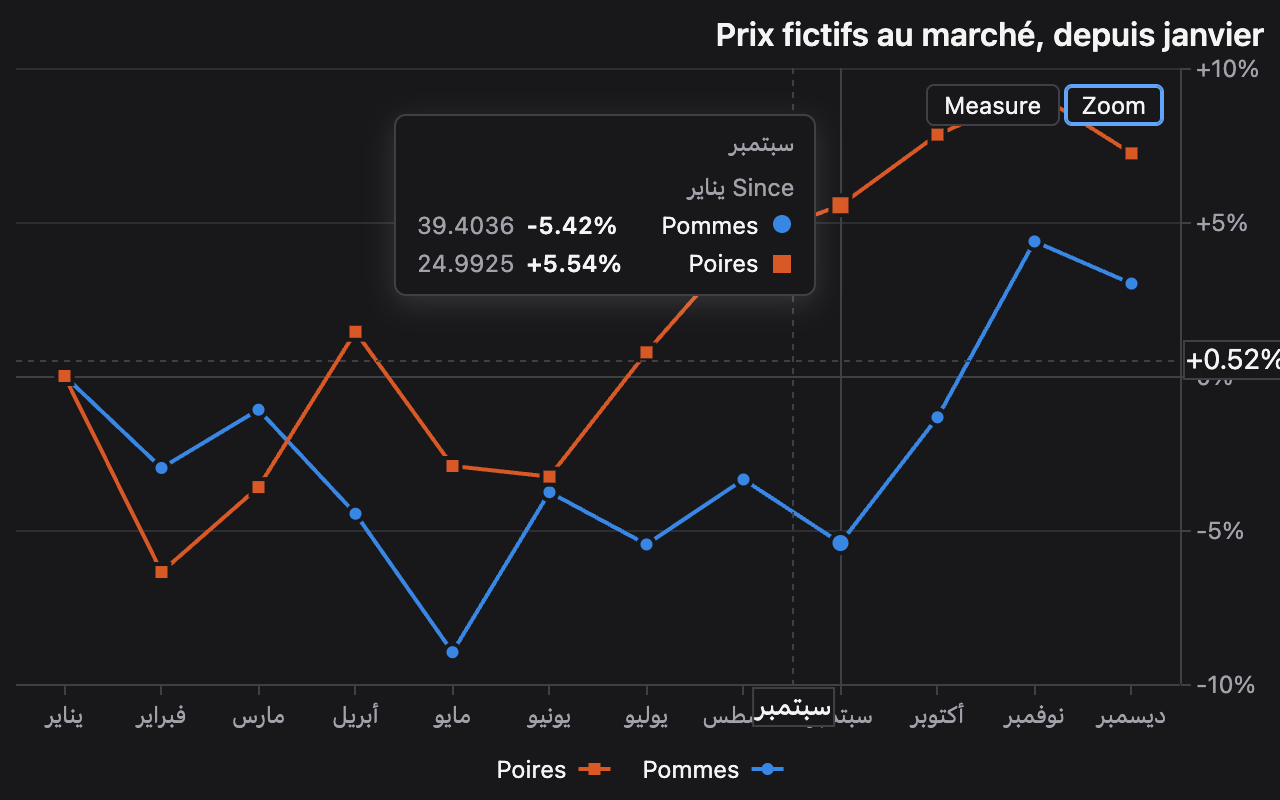 Prix fictifs au marché, depuis janvier
+10%
+5%
0%
-5%
-10%
Measure
Zoom
سبتمبر
Since يناير
Pommes -5.42% 39.4036
Poires +5.54% 24.9925
+0.52%
يناير
فبراير
مارس
أبريل
مايو
يونيو
يوليو
سبتمبر
أكتوبر
نوفمبر
ديسمبر
Poires
Pommes